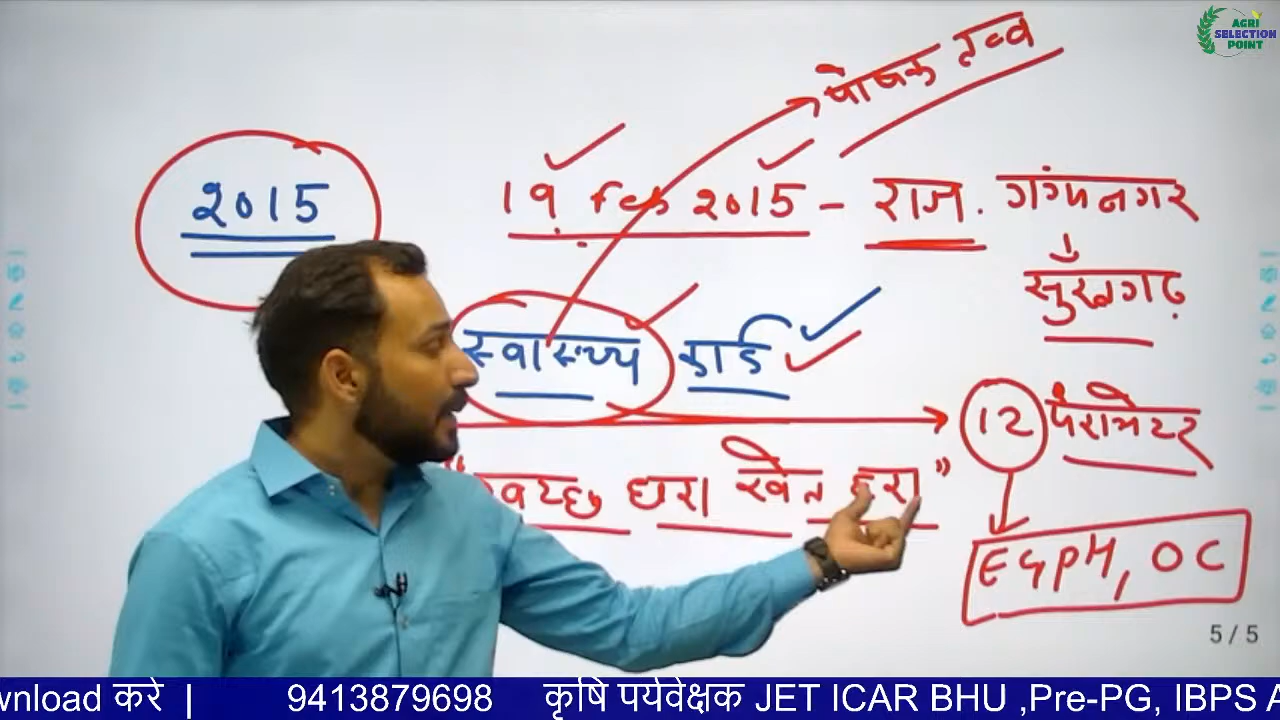 पोषक तत्व
2015
19 Feb 2015 - राज. गंगानगर
सुरतगढ़
स्वास्थ्य कार्ड
12 पैरामेटर
धरा खेत हरा"
EC, PH, OC
5 / 5
AGRI
SELECTION
POINT
wnload करे | 9413879698 कृषि पर्यवेक्षक JET ICAR BHU ,Pre-PG, IBPS A